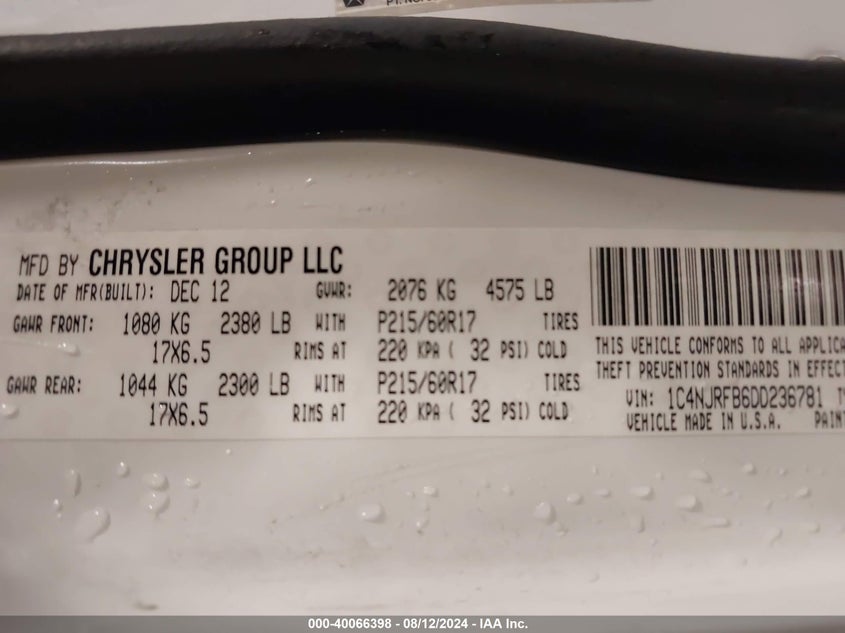 MFD BY CHRYSLER GROUP LLC
DATE OF MFR(BUILT): DEC 12 GVWR: 2076 KG 4575 LB
GAWR FRONT: 1080 KG 2380 LB WITH P215/60R17 TIRES
17X6.5 RIMS AT 220 KPA ( 32 PSI) COLD
GAWR REAR: 1044 KG 2300 LB WITH P215/60R17 TIRES
17X6.5 RIMS AT 220 KPA ( 32 PSI) COLD
THIS VEHICLE CONFORMS TO ALL APPLICA
THEFT PREVENTION STANDARDS IN EFFECT
VIN: 1C4NJRFB6DD236781
VEHICLE MADE IN U.S.A. PAINT
000-40066398 - 08/12/2024 - IAA Inc.